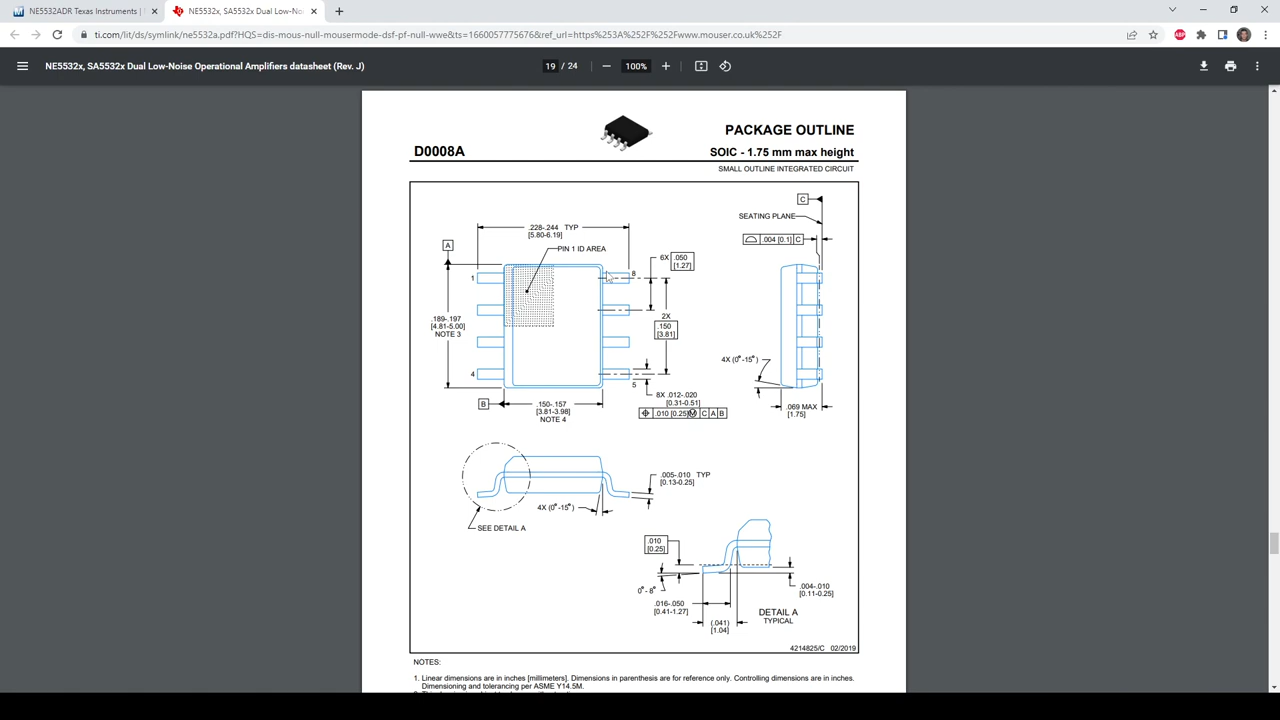 NE5532ADR Texas Instruments |
NE5532x, SA5532x Dual Low-Noi
ti.com/lit/ds/symlink/ne5532a.pdf?HQS=dis-mous-null-mousermode-dsf-pf-null-wwe&ts=1660057775676&ref_url=https%253A%252F%252Fwww.mouser.co.uk%252F
ABP
NE5532x, SA5532x Dual Low-Noise Operational Amplifiers datasheet (Rev. J)
19 / 24
100%
PACKAGE OUTLINE
D0008A
SOIC - 1.75 mm max height
SMALL OUTLINE INTEGRATED CIRCUIT
C
SEATING PLANE
.228-.244 TYP
[5.80-6.19]
.004 [0.1] C
A
PIN 1 ID AREA
6X .050
[1.27]
1
8
2X
.150
[3.81]
.189-.197
[4.81-5.00]
NOTE 3
4X (0°-15°)
4
5
8X .012-.020
[0.31-0.51]
B
.150-.157
[3.81-3.98]
NOTE 4
.010 [0.25]Ⓜ C A B
.069 MAX
[1.75]
.005-.010 TYP
[0.13-0.25]
4X (0°-15°)
SEE DETAIL A
.010
[0.25]
0°-8°
.004-.010
[0.11-0.25]
.016-.050
[0.41-1.27]
DETAIL A
TYPICAL
(.041)
[1.04]
4214825/C 02/2019
NOTES:
1. Linear dimensions are in inches [millimeters]. Dimensions in parenthesis are for reference only. Controlling dimensions are in inches.
Dimensioning and tolerancing per ASME Y14.5M.